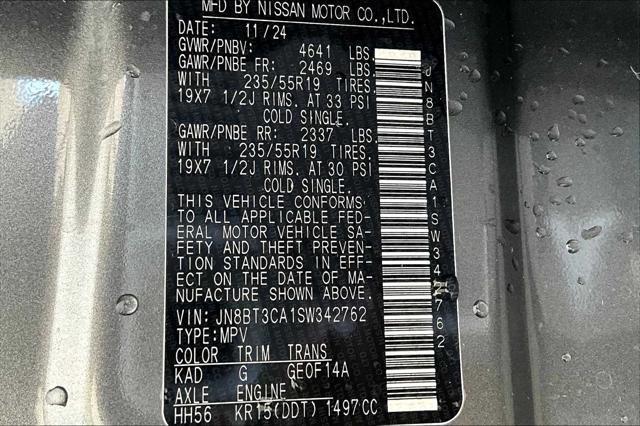 MFD BY NISSAN MOTOR CO.,LTD.
DATE: 11/24
GVWR/PNBV: 4641 LBS.
GAWR/PNBE FR: 2469 LBS.
WITH 235/55R19 TIRES,
19X7 1/2J RIMS. AT 33 PSI
COLD SINGLE.
GAWR/PNBE RR: 2337 LBS.
WITH 235/55R19 TIRES,
19X7 1/2J RIMS. AT 30 PSI
COLD SINGLE.
THIS VEHICLE CONFORMS
TO ALL APPLICABLE FED-
ERAL MOTOR VEHICLE SA-
FETY AND THEFT PREVEN-
TION STANDARDS IN EFF-
ECT ON THE DATE OF MA-
NUFACTURE SHOWN ABOVE.
VIN: JN8BT3CA1SW342762
TYPE: MPV
COLOR TRIM TRANS
KAD G GEOF14A
AXLE ENGINE
HH56 KR15(DDT) 1497CC
JN8BT3CA1SW342762